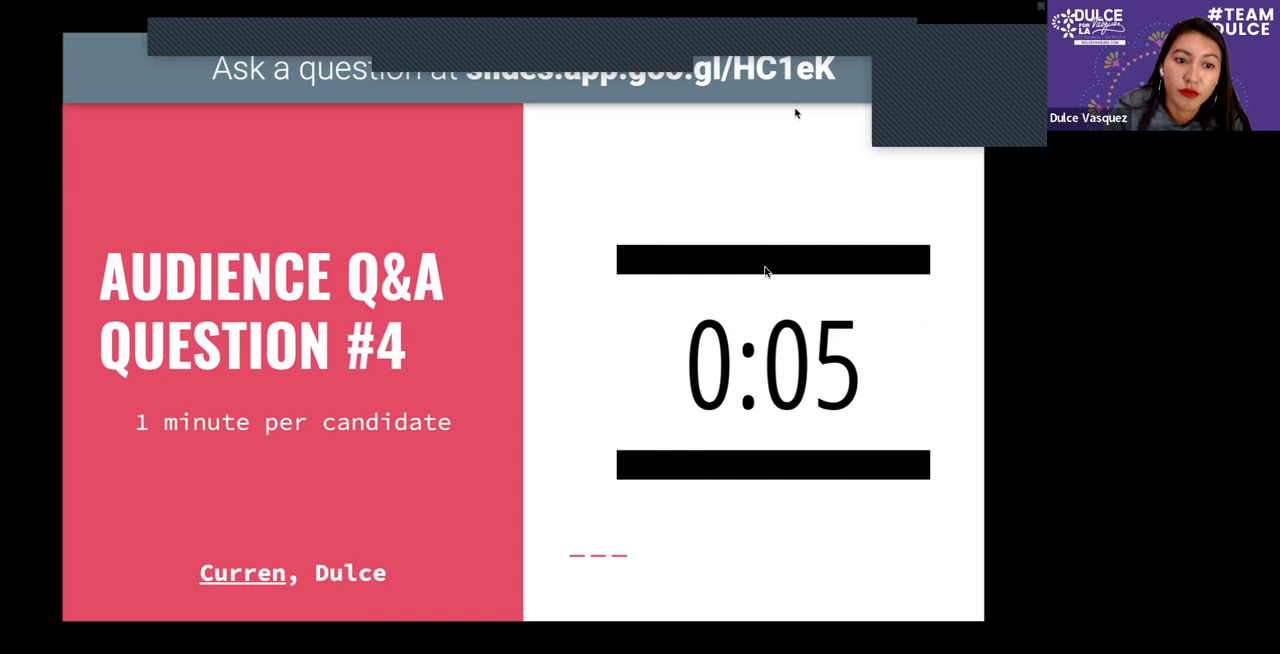 Ask a question at slides.app.goo.gl/HC1eK
DULCE
FOR Vasquez
LA
#TEAM
DULCE
Dulce Vasquez
AUDIENCE Q&A
QUESTION #4
1 minute per candidate
0:05
Curren, Dulce